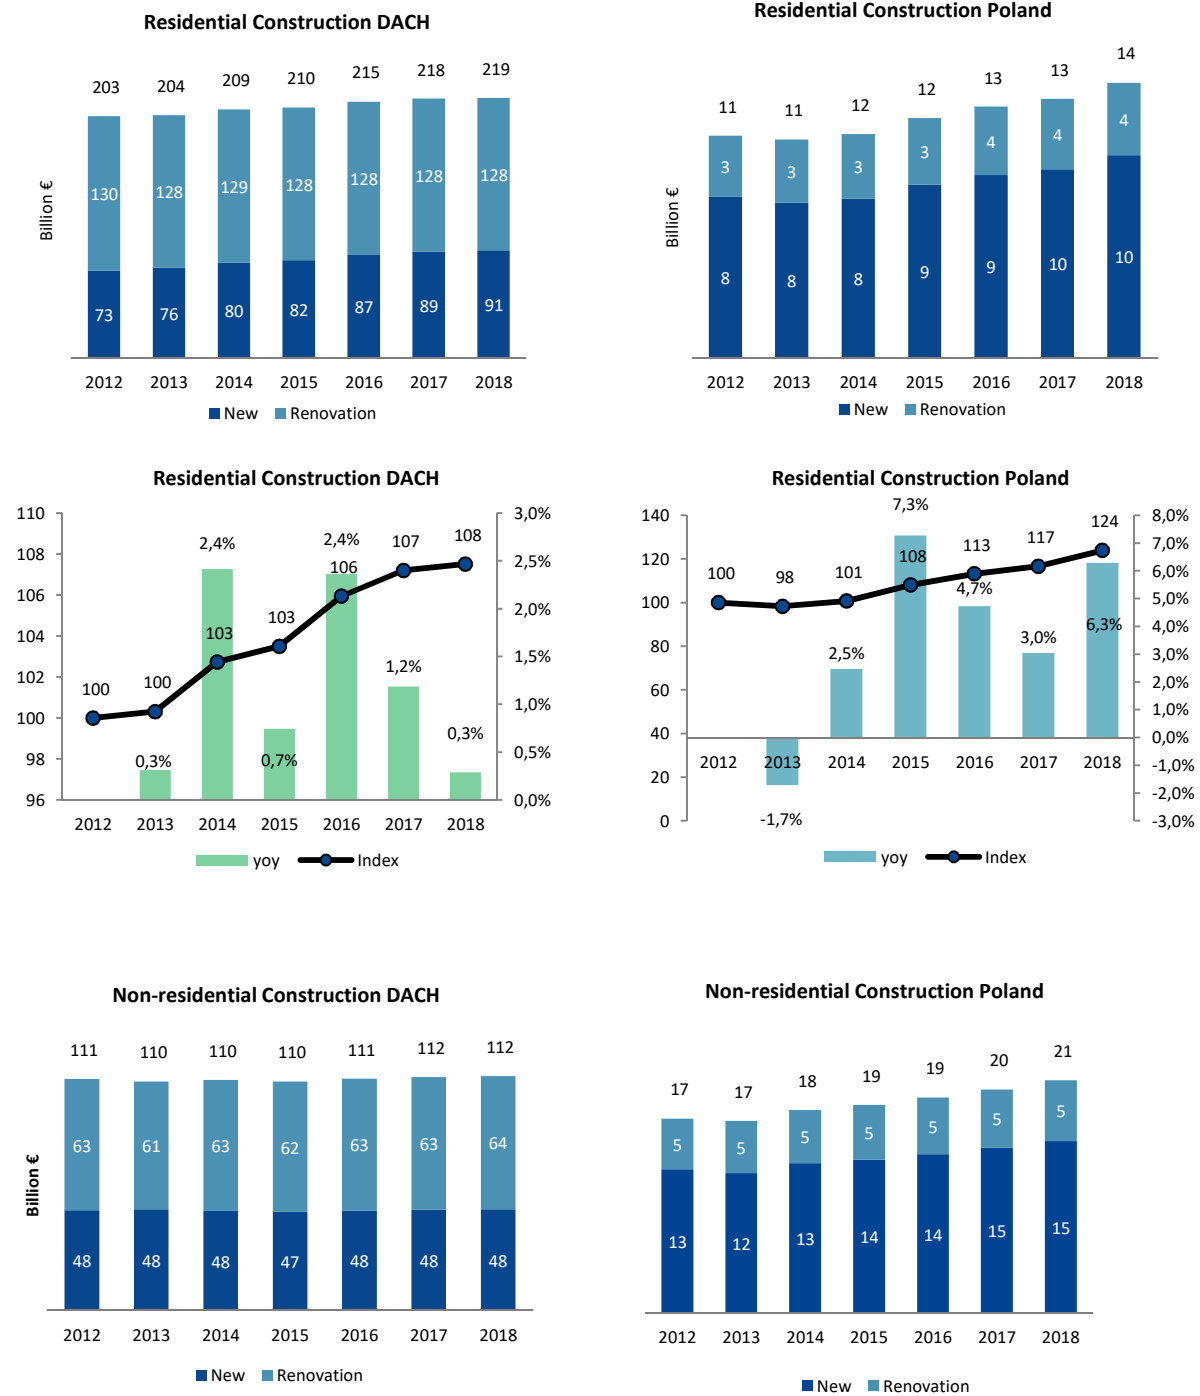 Residential Construction DACH
203 204 209 210 215 218 219
130 128 129 128 128 128 128
73 76 80 82 87 89 91
Billion €
2012 2013 2014 2015 2016 2017 2018
New Renovation
Residential Construction Poland
11 11 12 12 13 13 14
3 3 3 3 4 4 4
8 8 8 9 9 10 10
Billion €
2012 2013 2014 2015 2016 2017 2018
New Renovation
Residential Construction DACH
110 108 106 104 102 100 98 96
3,0% 2,5% 2,0% 1,5% 1,0% 0,5% 0,0%
100 100 103 103 106 107 108
0,3% 2,4% 0,7% 2,4% 1,2% 0,3%
2012 2013 2014 2015 2016 2017 2018
yoy Index
Residential Construction Poland
140 120 100 80 60 40 20 0
8,0% 7,0% 6,0% 5,0% 4,0% 3,0% 2,0% 1,0% 0,0% -1,0% -2,0% -3,0%
100 98 101 108 113 117 124
-1,7% 2,5% 7,3% 4,7% 3,0% 6,3%
2012 2013 2014 2015 2016 2017 2018
yoy Index
Non-residential Construction DACH
111 110 110 110 111 112 112
63 61 63 62 63 63 64
48 48 48 47 48 48 48
Billion €
2012 2013 2014 2015 2016 2017 2018
New Renovation
Non-residential Construction Poland
17 17 18 19 19 20 21
5 5 5 5 5 5 5
13 12 13 14 14 15 15
2012 2013 2014 2015 2016 2017 2018
New Renovation